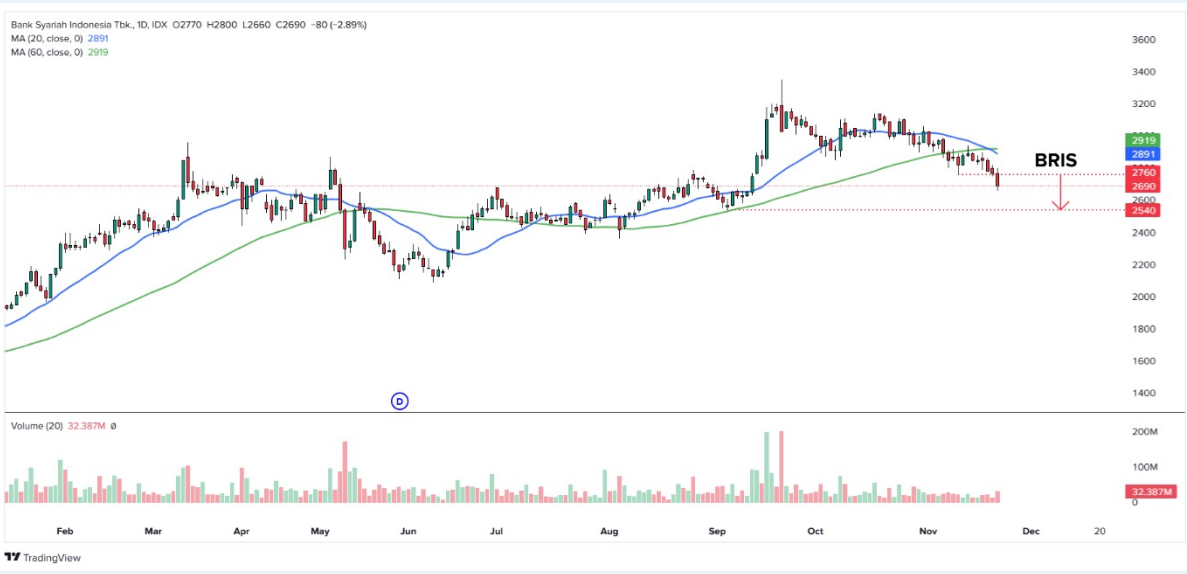 Bank Syariah Indonesia Tbk., 1D, IDX O2770 H2800 L2660 C2690 −80 (−2.89%)
MA (20, close, 0) 2891
MA (60, close, 0) 2919
3600
3400
3200
2919
2891
BRIS
2760
2690
2600
2540
2400
2200
2000
1800
1600
1400
D
Volume (20) 32.387M ø
200M
100M
32.387M
0
Feb Mar Apr May Jun Jul Aug Sep Oct Nov Dec 20
TradingView